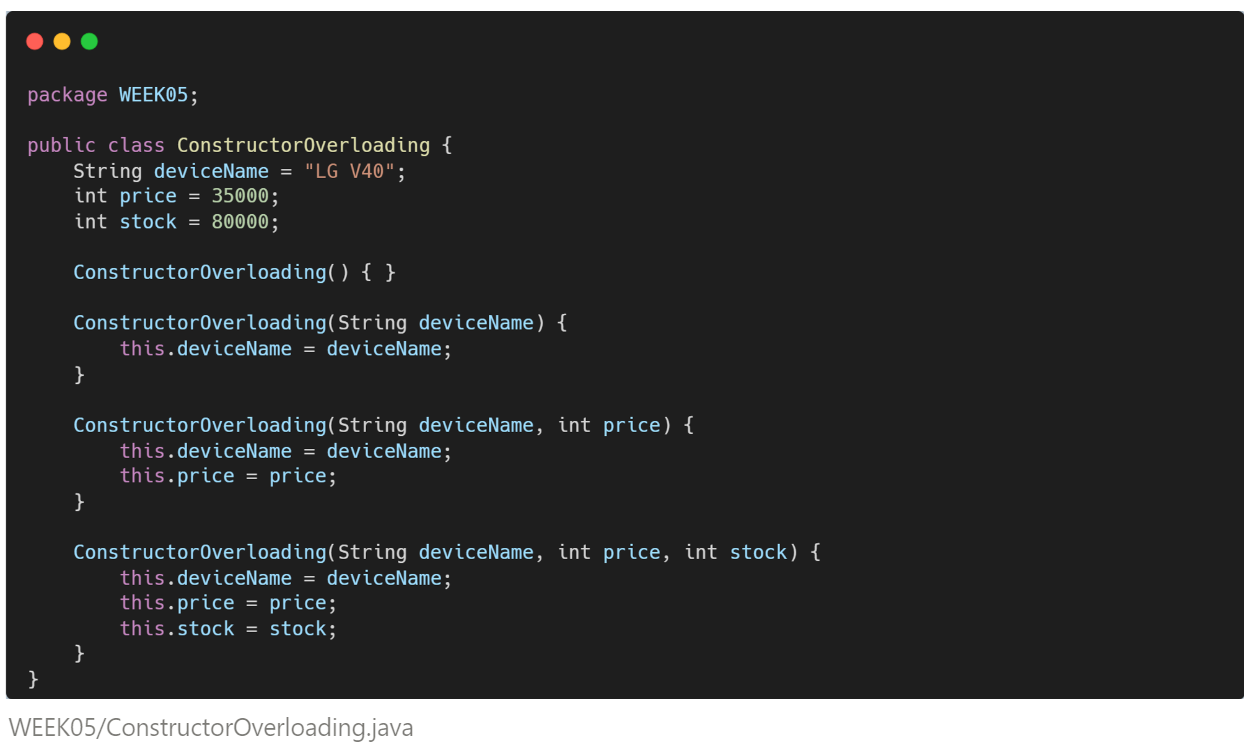 package WEEK05;
public class ConstructorOverloading {
    String deviceName = "LG V40";
    int price = 35000;
    int stock = 80000;
    ConstructorOverloading() { }
    ConstructorOverloading(String deviceName) {
        this.deviceName = deviceName;
    }
    ConstructorOverloading(String deviceName, int price) {
        this.deviceName = deviceName;
        this.price = price;
    }
    ConstructorOverloading(String deviceName, int price, int stock) {
        this.deviceName = deviceName;
        this.price = price;
        this.stock = stock;
    }
}
WEEK05/ConstructorOverloading.java